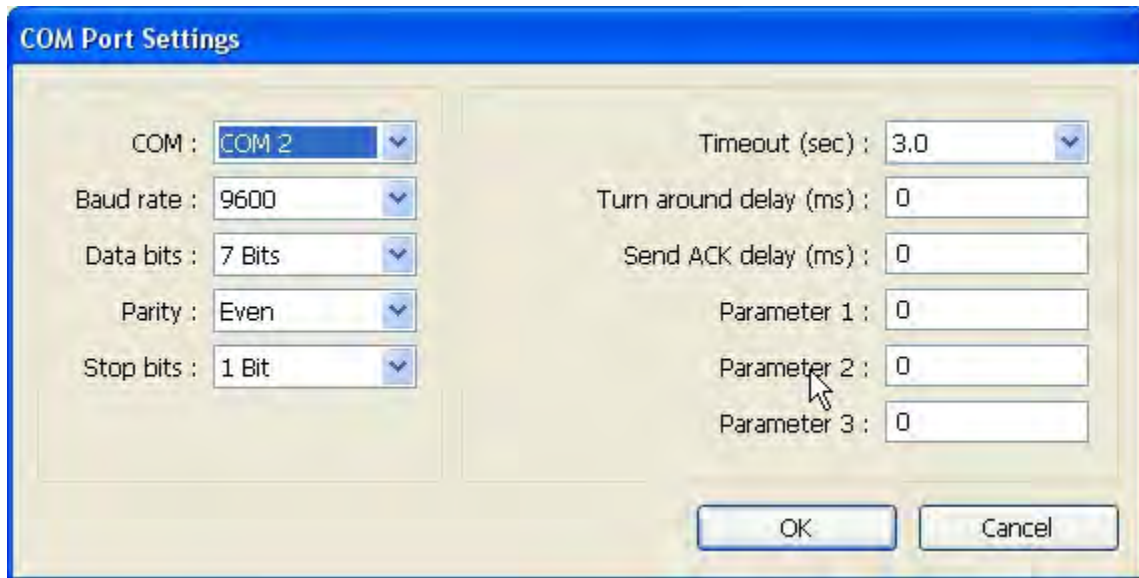 COM Port Settings
COM : COM 2
Baud rate : 9600
Data bits : 7 Bits
Parity : Even
Stop bits : 1 Bit
Timeout (sec) : 3.0
Turn around delay (ms) : 0
Send ACK delay (ms) : 0
Parameter 1 : 0
Parameter 2 : 0
Parameter 3 : 0
OK Cancel